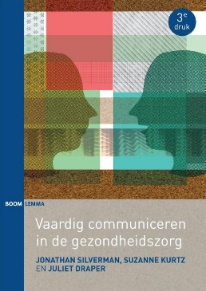 3e
druk
BOOM LEMMA
Vaardig communiceren
in de gezondheidszorg
JONATHAN SILVERMAN, SUZANNE KURTZ
EN JULIET DRAPER